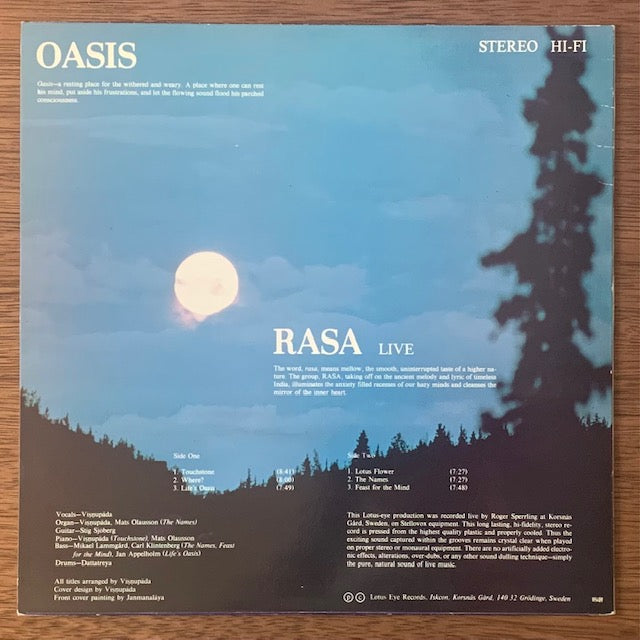 OASIS
STEREO HI-FI
Oasis—a resting place for the withered and weary. A place where one can rest
his mind, put aside his frustrations, and let the flowing sound flood his parched
consciousness.
RASA LIVE
The word, rasa, means mellow, the smooth, uninterrupted taste of a higher na-
ture. The group, RASA, taking off on the ancient melody and lyric of timeless
India, illuminates the anxiety filled recesses of our hazy minds and cleanses the
mirror of the inner heart.
Side One
1. Touchstone (8:41)
2. Where? (8:00)
3. Life's Oasis (7:49)
Side Two
1. Lotus Flower (7:27)
2. The Names (7:27)
3. Feast for the Mind (7:48)
Vocals—Viṣṇupāda
Organ—Viṣṇupāda, Mats Olausson (The Names)
Guitar—Stig Sjoberg
Piano—Viṣṇupāda (Touchstone), Mats Olausson
Bass—Mikael Lammgård, Carl Klintenberg (The Names, Feast
for the Mind), Jan Appelholm (Life's Oasis)
Drums—Dattatreya
All titles arranged by Viṣṇupāda
Cover design by Viṣṇupāda
Front cover painting by Janmanalāya
This Lotus-eye production was recorded live by Roger Sperrling at Korsnäs
Gård, Sweden, on Stellovox equipment. This long lasting, hi-fidelity, stereo re-
cord is pressed from the highest quality plastic and properly cooled. Thus the
exciting sound captured within the grooves remains crystal clear when played
on proper stereo or monaural equipment. There are no artificially added electro-
nic effects, alterations, over-dubs, or any other sound dulling technique—simply
the pure, natural sound of live music.
Ⓟ © Lotus Eye Records, Iskcon, Korsnäs Gård, 140 32 Grödinge, Sweden